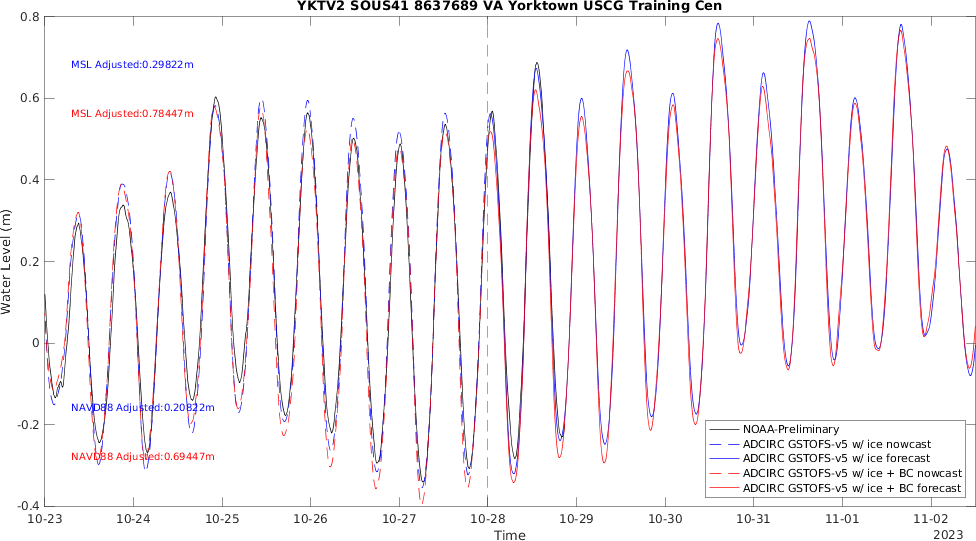 YKTV2 SOUS41 8637689 VA Yorktown USCG Training Cen
0.8
MSL Adjusted:0.29822m
0.6
MSL Adjusted:0.78447m
0.4
0.2
Water Level (m)
0
NAVD88 Adjusted:0.20822m
-0.2
NAVD88 Adjusted:0.69447m
-0.4
NOAA-Preliminary
ADCIRC GSTOFS-v5 w/ ice nowcast
ADCIRC GSTOFS-v5 w/ ice forecast
ADCIRC GSTOFS-v5 w/ ice + BC nowcast
ADCIRC GSTOFS-v5 w/ ice + BC forecast
10-23 10-24 10-25 10-26 10-27 10-28 10-29 10-30 10-31 11-01 11-02
Time
2023